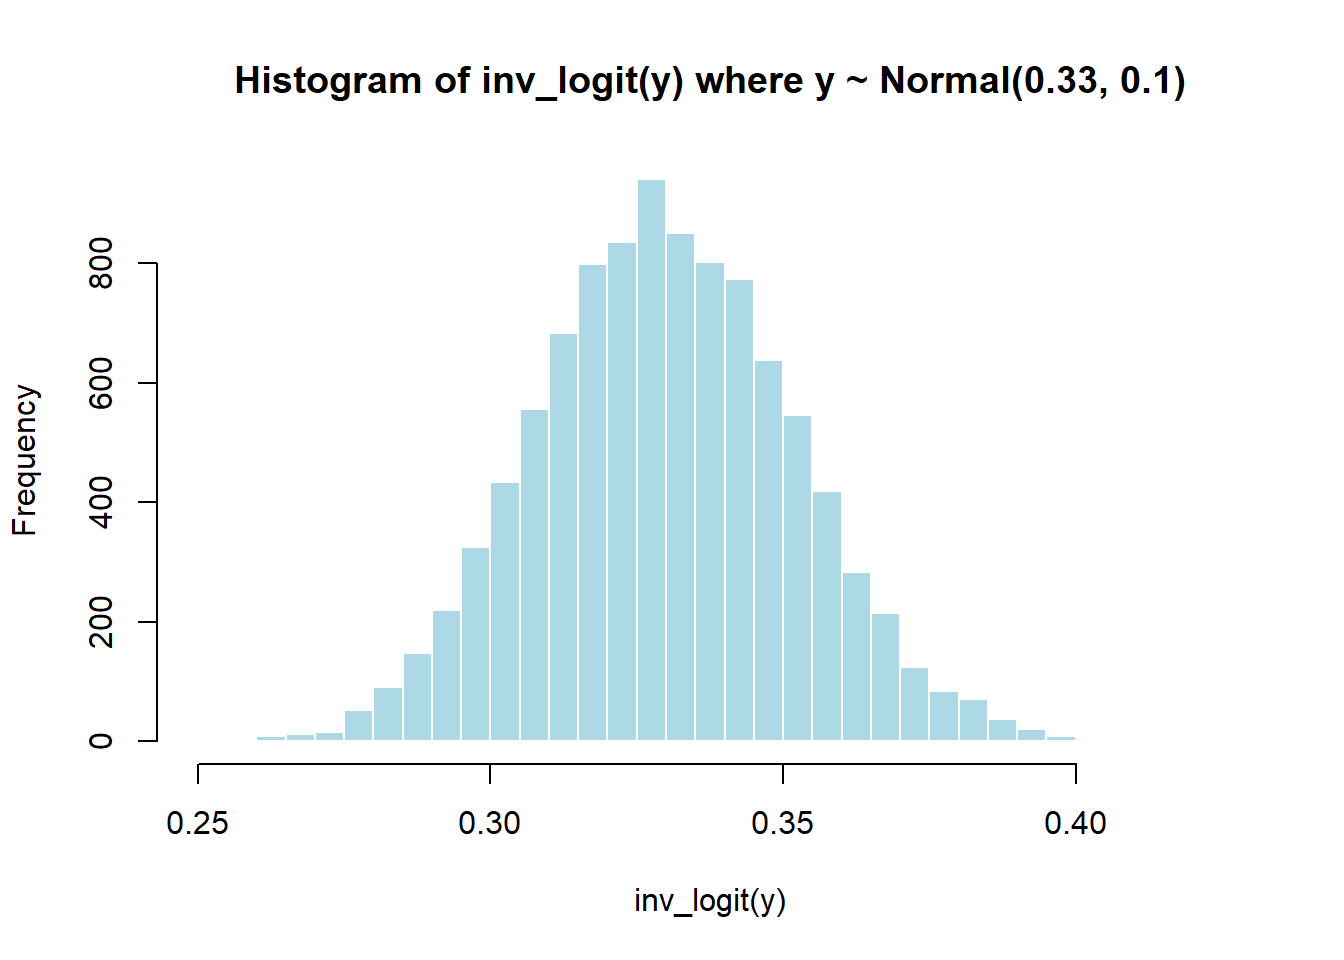 Histogram of inv_logit(y) where y ~ Normal(0.33, 0.1)
800
600
400
200
0
Frequency
0.25 0.30 0.35 0.40
inv_logit(y)